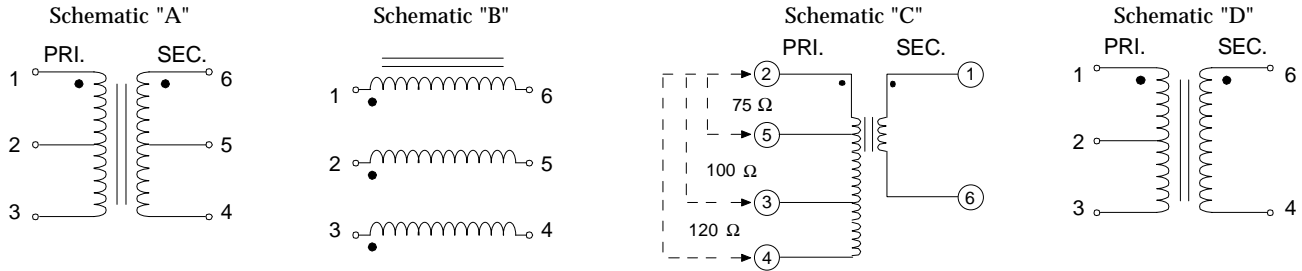 Schematic "A"
PRI. SEC.
1 6
2 5
3 4
Schematic "B"
1 6
2 5
3 4
Schematic "C"
PRI. SEC.
2 1
75 Ω
5
100 Ω
3 6
120 Ω
4
Schematic "D"
PRI. SEC.
1 6
2
3 4